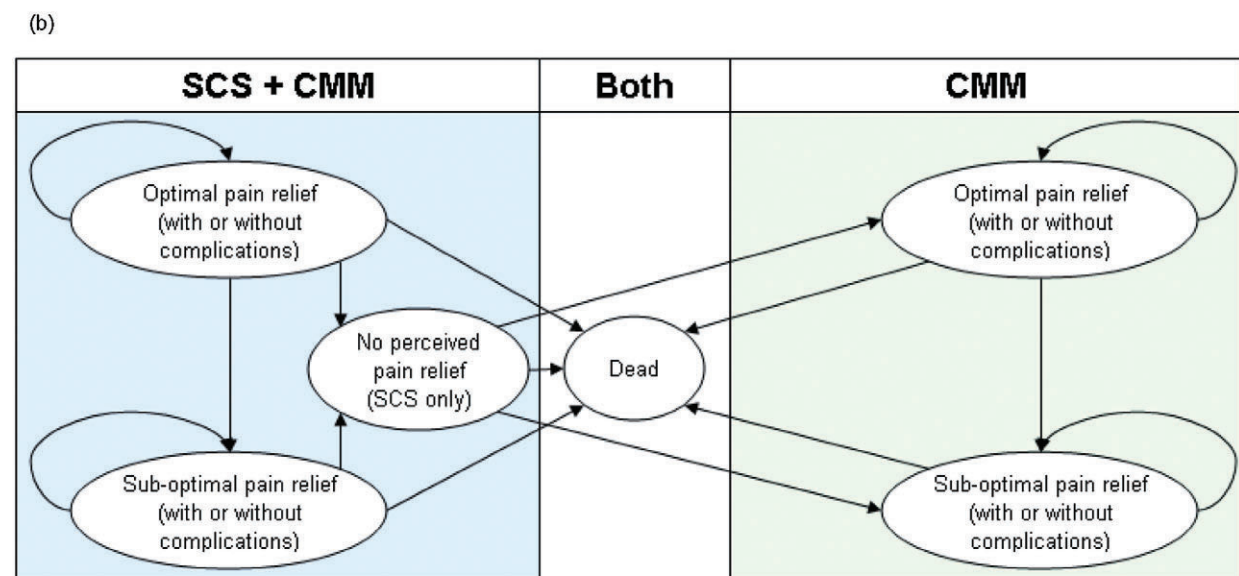 (b)
SCS + CMM
Both
CMM
Optimal pain relief
(with or without
complications)
Optimal pain relief
(with or without
complications)
No perceived
pain relief
(SCS only)
Dead
Sub-optimal pain relief
(with or without
complications)
Sub-optimal pain relief
(with or without
complications)